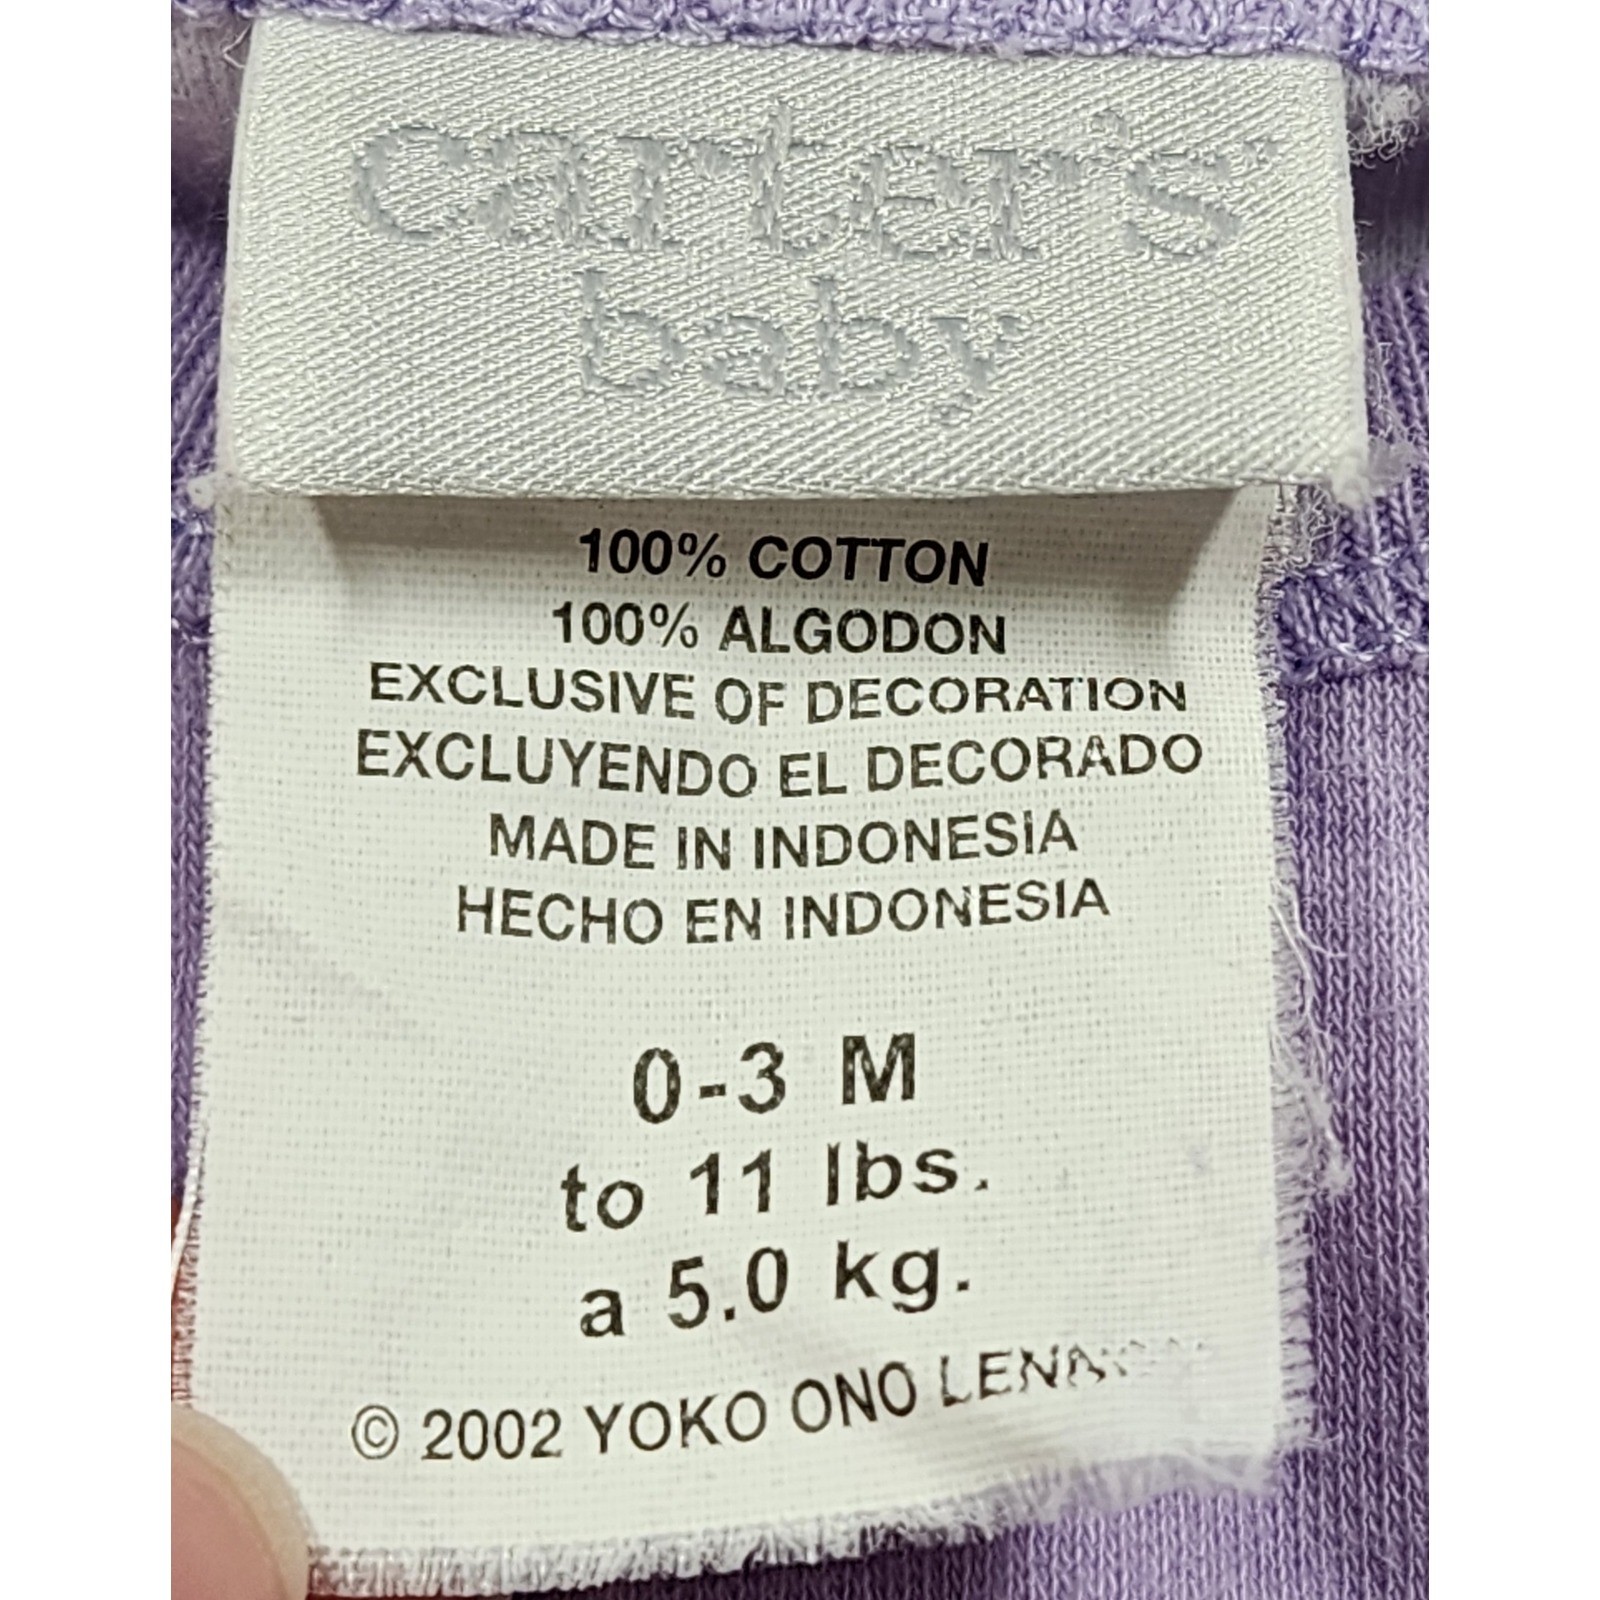 carter's
baby
100% COTTON
100% ALGODON
EXCLUSIVE OF DECORATION
EXCLUYENDO EL DECORADO
MADE IN INDONESIA
HECHO EN INDONESIA
0-3 M
to 11 lbs.
a 5.0 kg.
© 2002 YOKO ONO